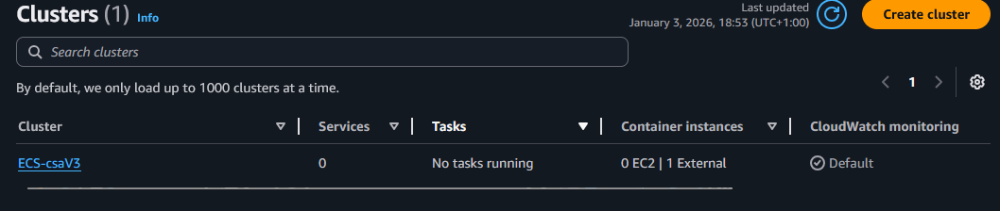 Clusters (1) Info
Last updated
January 3, 2026, 18:53 (UTC+1:00)
Create cluster
Search clusters
By default, we only load up to 1000 clusters at a time.
1
Cluster Services Tasks Container instances CloudWatch monitoring
ECS-csaV3 0 No tasks running 0 EC2 | 1 External Default